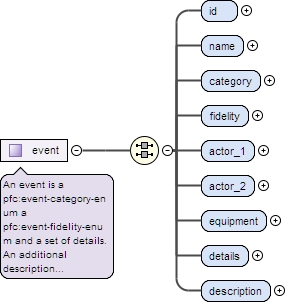 id
name
category
fidelity
actor_1
event
actor_2
An event is a
pfc:event-category-en
um a
pfc:event-fidelity-enu
m and a set of details.
An additional
description...
equipment
details
description